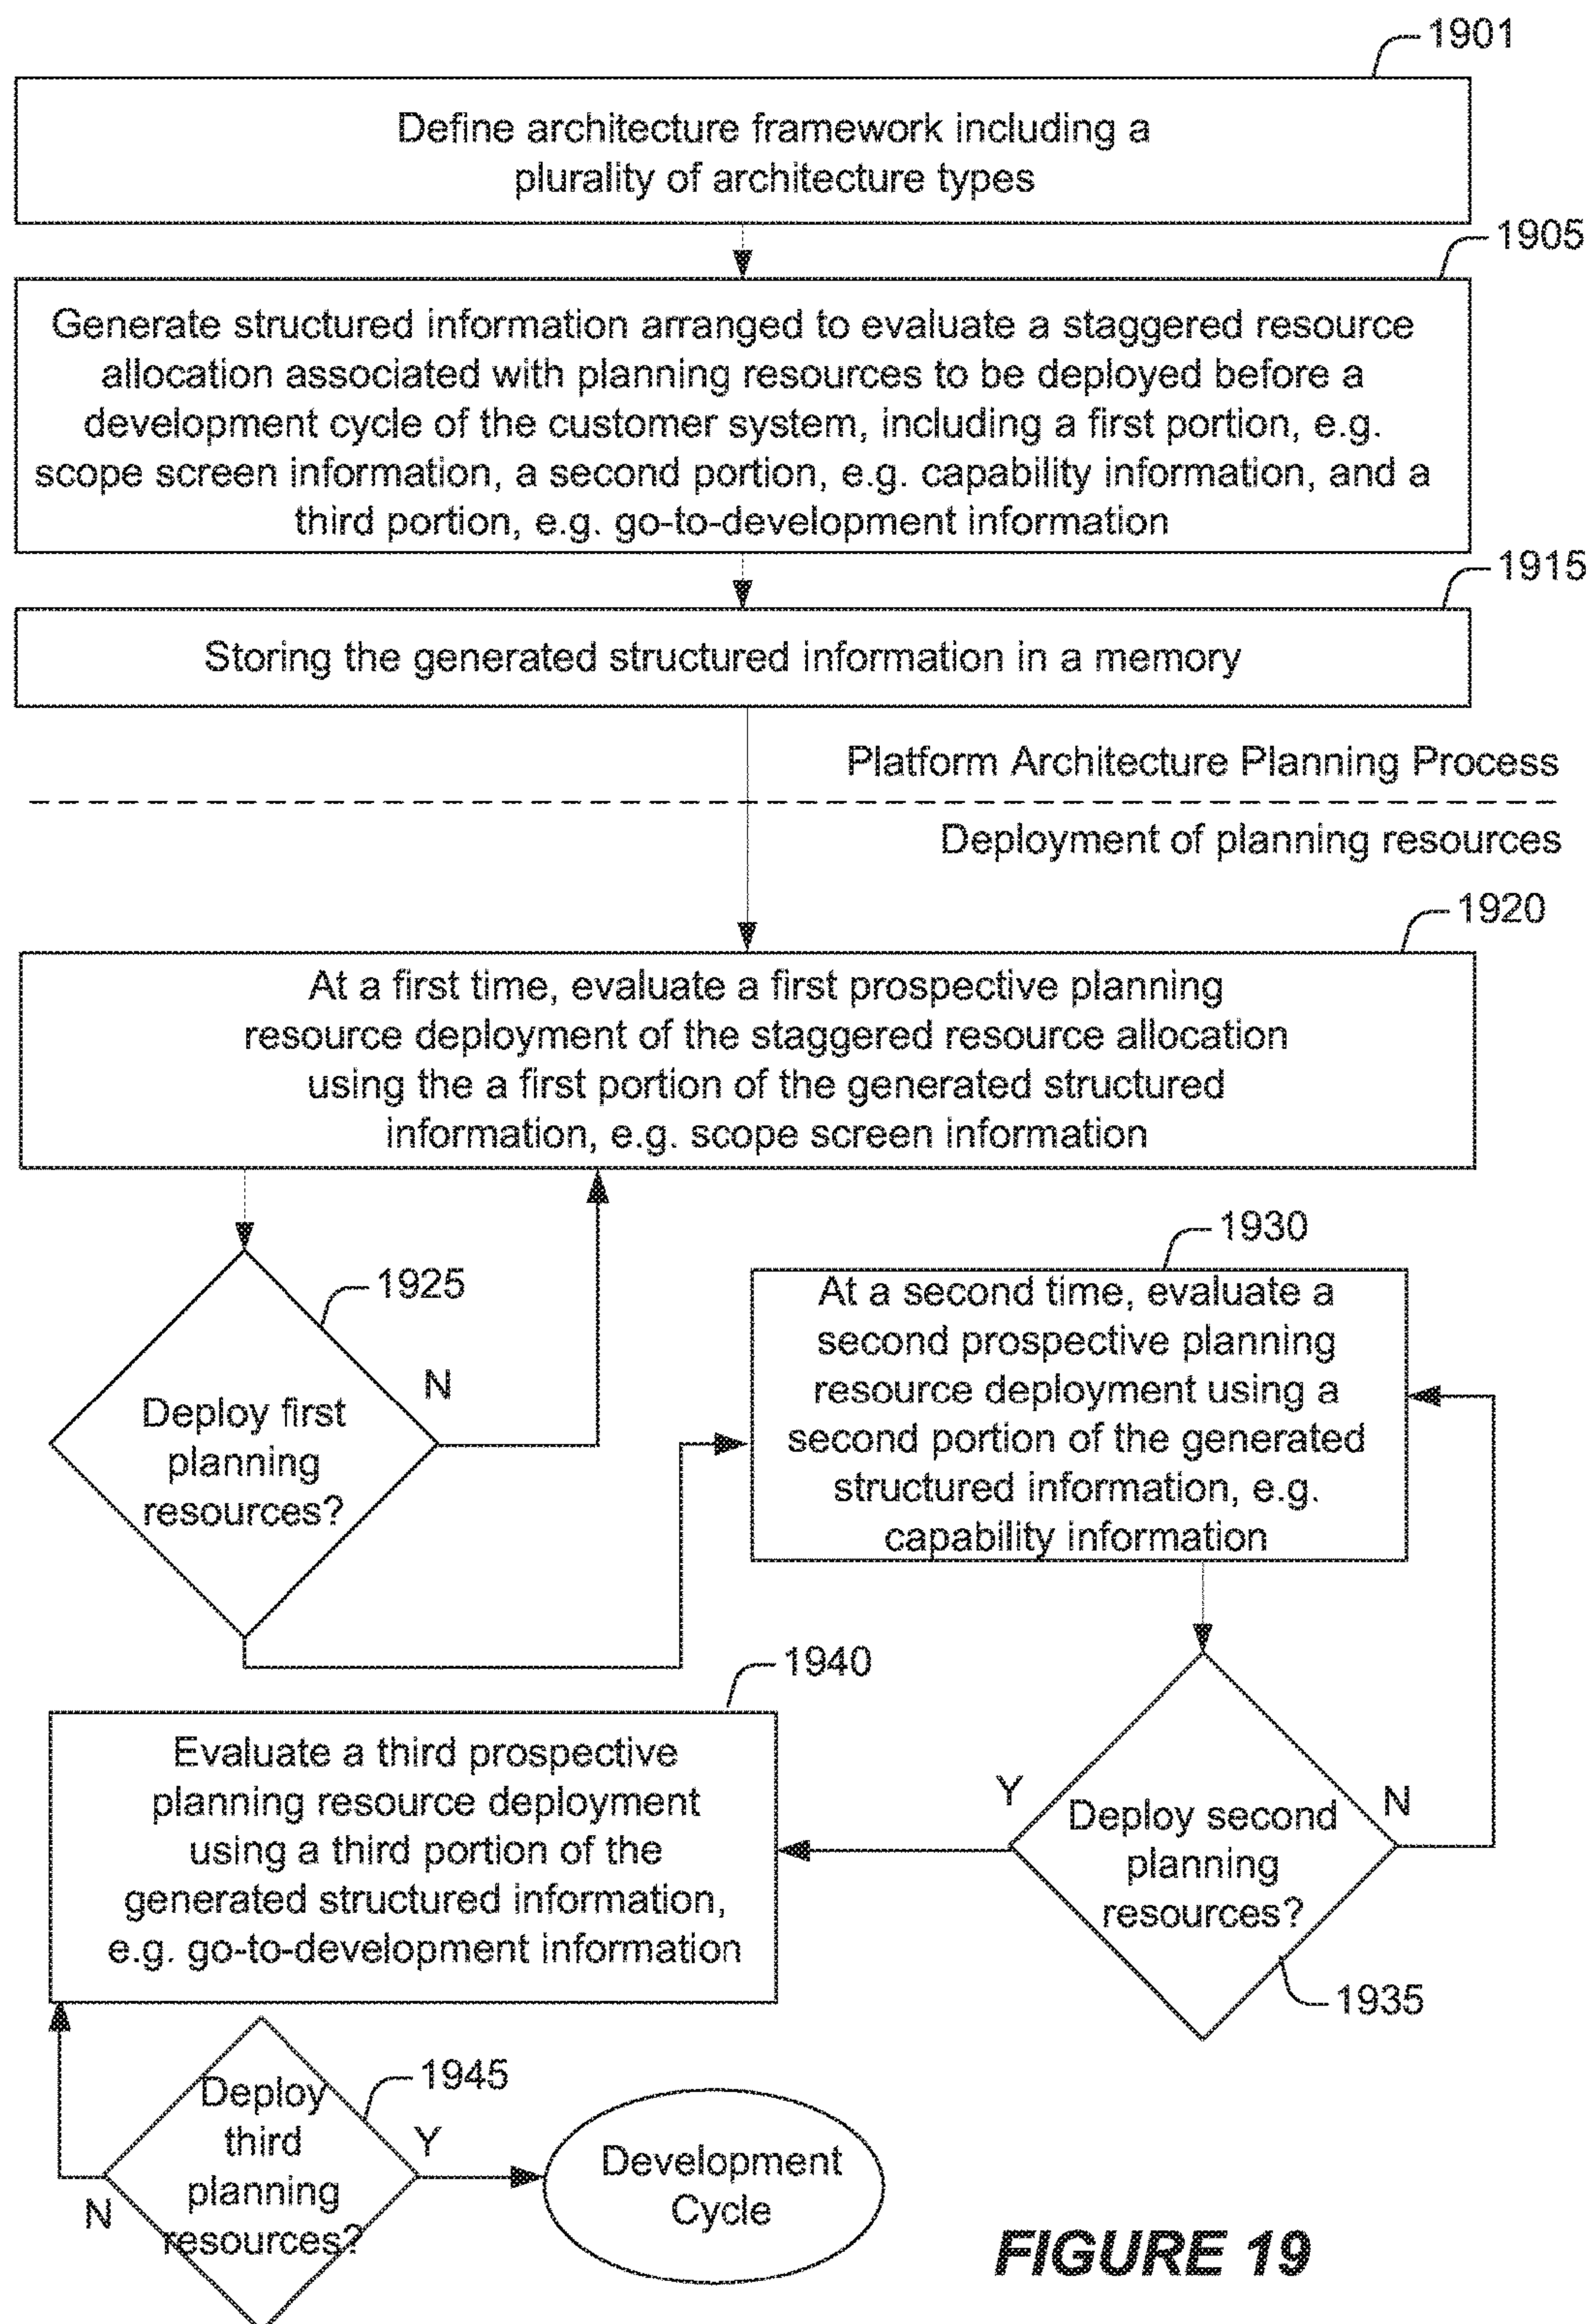 1901
Define architecture framework including a
plurality of architecture types
1905
Generate structured information arranged to evaluate a staggered resource
allocation associated with planning resources to be deployed before a
development cycle of the customer system, including a first portion, e.g.
scope screen information, a second portion, e.g. capability information, and a
third portion, e.g. go-to-development information
1915
Storing the generated structured information in a memory
Platform Architecture Planning Process
Deployment of planning resources
1920
At a first time, evaluate a first prospective planning
resource deployment of the staggered resource allocation
using the a first portion of the generated structured
information, e.g. scope screen information
1925
N
Deploy first
planning
resources?
1930
At a second time, evaluate a
second prospective planning
resource deployment using a
second portion of the generated
structured information, e.g.
capability information
1940
Evaluate a third prospective
planning resource deployment
using a third portion of the
generated structured information,
e.g. go-to-development information
Y
N
Deploy second
planning
resources?
1935
1945
Deploy
third
planning
resources?
Y
N
Development
Cycle
FIGURE 19